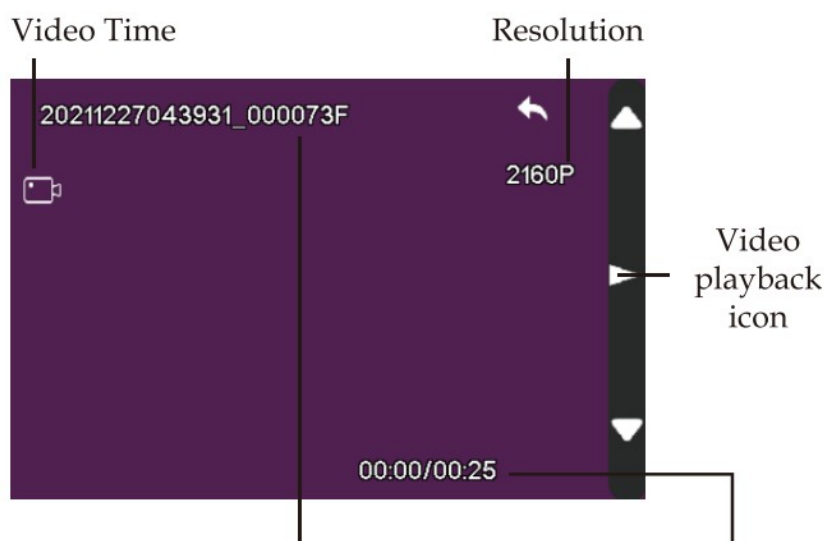 Video Time
Resolution
20211227043931_000073F
2160P
Video
playback
icon
00:00/00:25